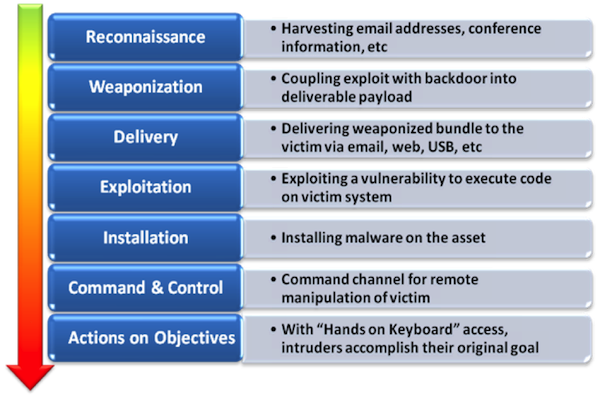 Reconnaissance
• Harvesting email addresses, conference
information, etc
Weaponization
• Coupling exploit with backdoor into
deliverable payload
Delivery
• Delivering weaponized bundle to the
victim via email, web, USB, etc
Exploitation
• Exploiting a vulnerability to execute code
on victim system
Installation
• Installing malware on the asset
Command & Control
• Command channel for remote
manipulation of victim
Actions on Objectives
• With “Hands on Keyboard” access,
intruders accomplish their original goal